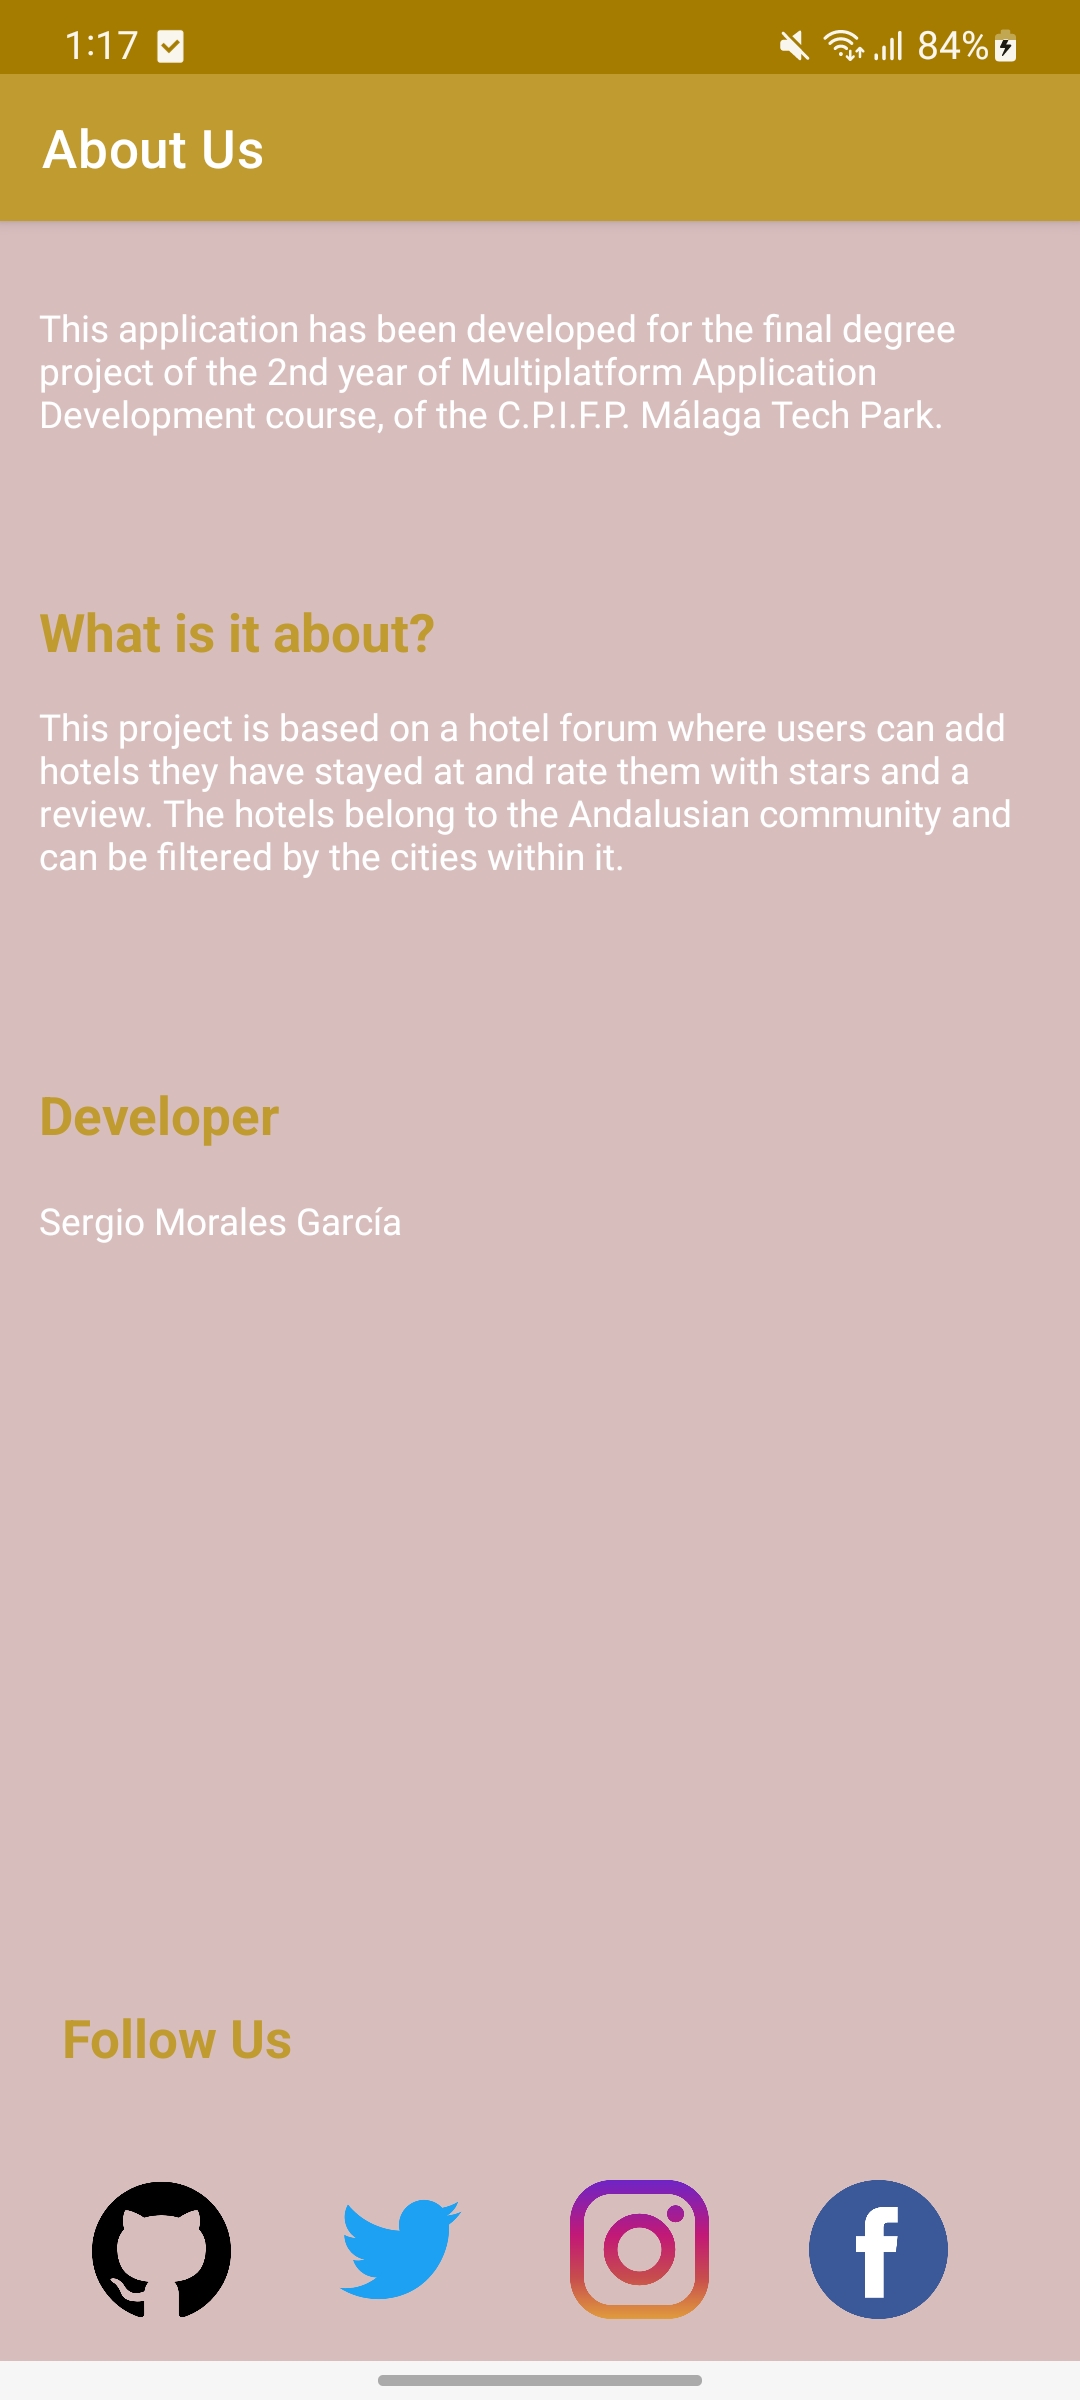 1:17
84%
About Us
This application has been developed for the final degree
project of the 2nd year of Multiplatform Application
Development course, of the C.P.I.F.P. Málaga Tech Park.
What is it about?
This project is based on a hotel forum where users can add
hotels they have stayed at and rate them with stars and a
review. The hotels belong to the Andalusian community and
can be filtered by the cities within it.
Developer
Sergio Morales García
Follow Us